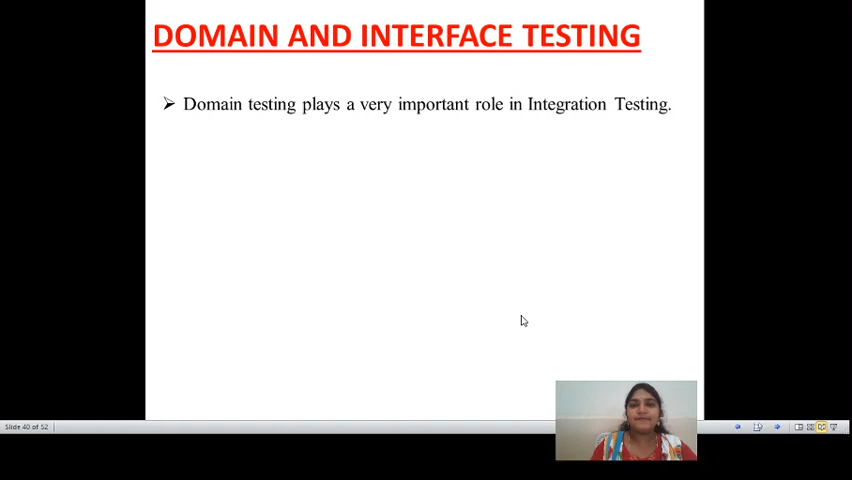 DOMAIN AND INTERFACE TESTING
➢ Domain testing plays a very important role in Integration Testing.
Slide 40 of 52